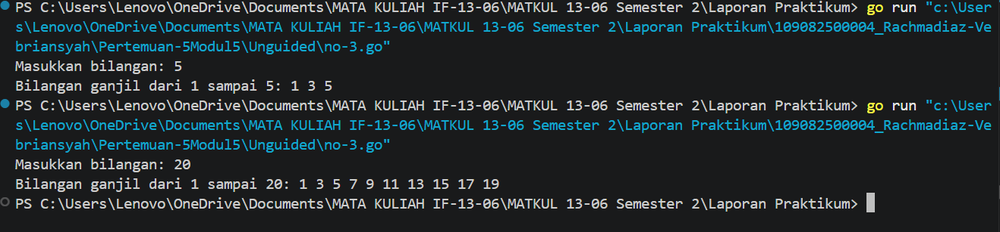 PS C:\Users\Lenovo\OneDrive\Documents\MATA KULIAH IF-13-06\MATKUL 13-06 Semester 2\Laporan Praktikum> go run "c:\User
s\Lenovo\OneDrive\Documents\MATA KULIAH IF-13-06\MATKUL 13-06 Semester 2\Laporan Praktikum\109082500004_Rachmadiaz-Ve
briansyah\Pertemuan-5Modul5\Unguided\no-3.go"
Masukkan bilangan: 5
Bilangan ganjil dari 1 sampai 5: 1 3 5
PS C:\Users\Lenovo\OneDrive\Documents\MATA KULIAH IF-13-06\MATKUL 13-06 Semester 2\Laporan Praktikum> go run "c:\User
s\Lenovo\OneDrive\Documents\MATA KULIAH IF-13-06\MATKUL 13-06 Semester 2\Laporan Praktikum\109082500004_Rachmadiaz-Ve
briansyah\Pertemuan-5Modul5\Unguided\no-3.go"
Masukkan bilangan: 20
Bilangan ganjil dari 1 sampai 20: 1 3 5 7 9 11 13 15 17 19
PS C:\Users\Lenovo\OneDrive\Documents\MATA KULIAH IF-13-06\MATKUL 13-06 Semester 2\Laporan Praktikum>